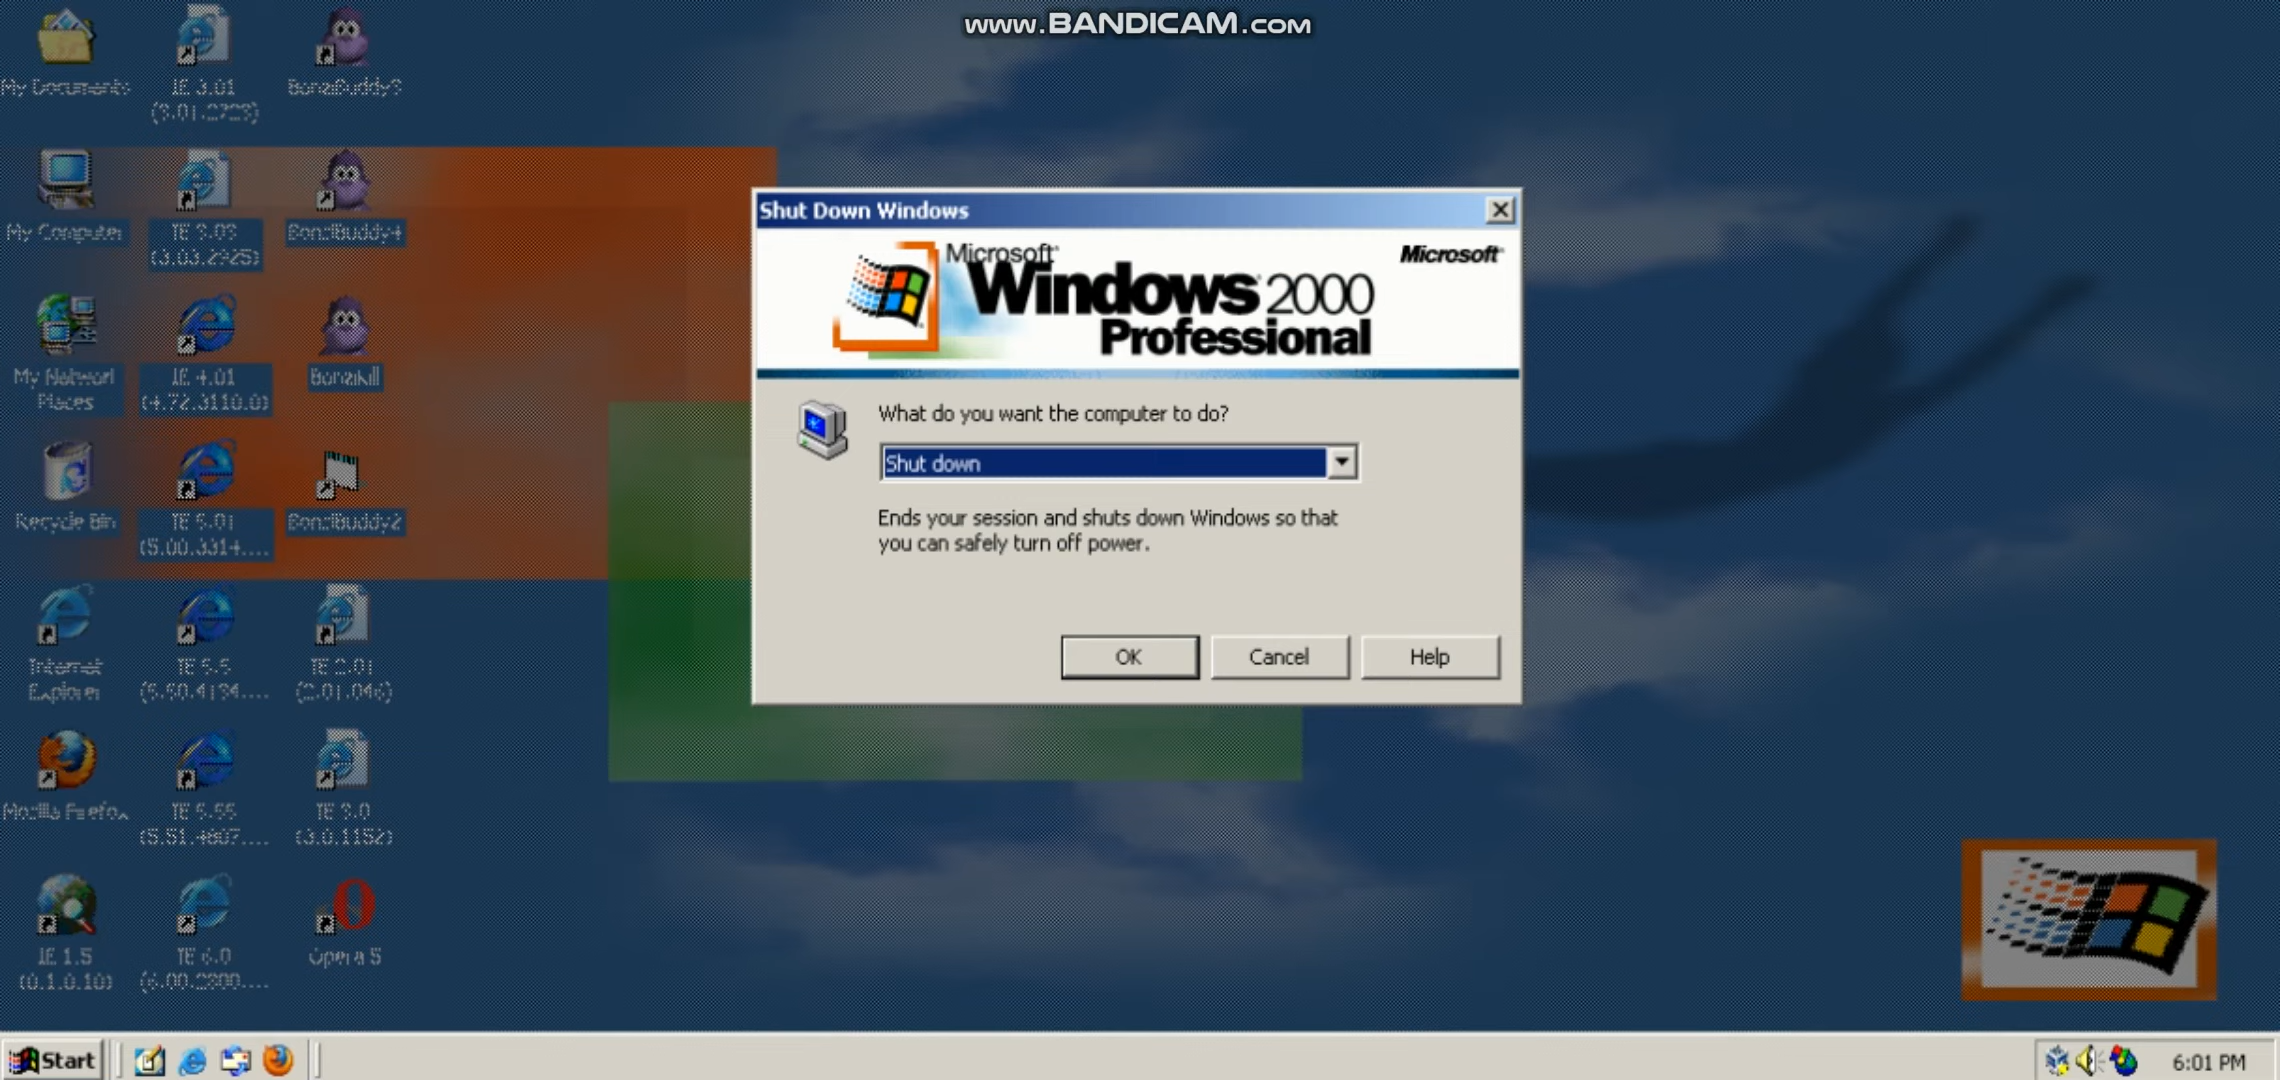 www.BANDICAM.com
My Documents
IE 3.01
(3.01.2723)
BonziBuddy3
My Computer
IE 3.03
(3.03.2925)
BonziBuddy4
My Network
Places
IE 4.01
(4.72.3110.0)
Bonzikill
Recycle Bin
IE 5.01
(5.00.3314....
BonziBuddy2
Internet
Explorer
IE 5.5
(5.50.4134....
IE 2.01
(2.01.046)
Mozilla Firefox
IE 5.55
(5.51.4807....
IE 3.0
(3.0.1152)
IE 1.5
(0.1.0.10)
IE 6.0
(6.00.2800....
Opera 5
Shut Down Windows
Microsoft
Windows 2000
Professional
Microsoft
What do you want the computer to do?
Shut down
Ends your session and shuts down Windows so that
you can safely turn off power.
OK Cancel Help
Start
6:01 PM